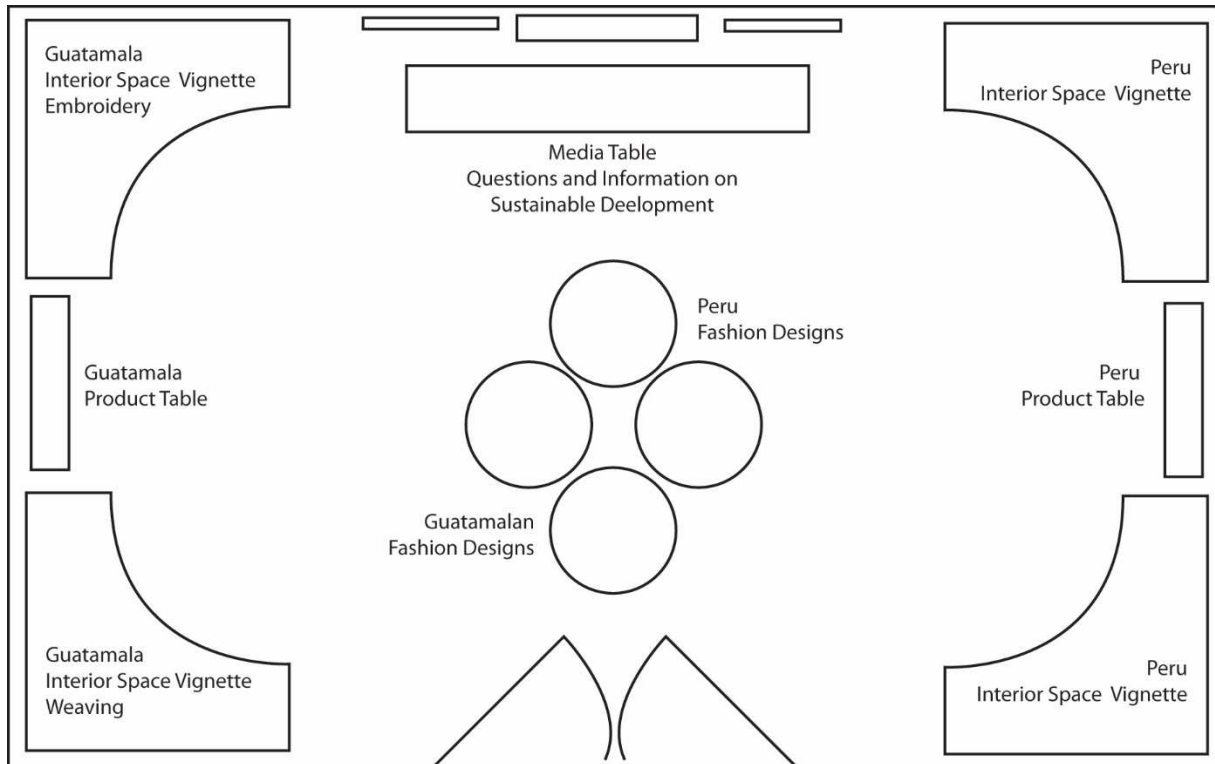 Guatamala
Interior Space Vignette
Embroidery
Peru
Interior Space Vignette
Media Table
Questions and Information on
Sustainable Deelopment
Peru
Fashion Designs
Guatamala
Product Table
Peru
Product Table
Guatamalan
Fashion Designs
Guatamala
Interior Space Vignette
Weaving
Peru
Interior Space Vignette